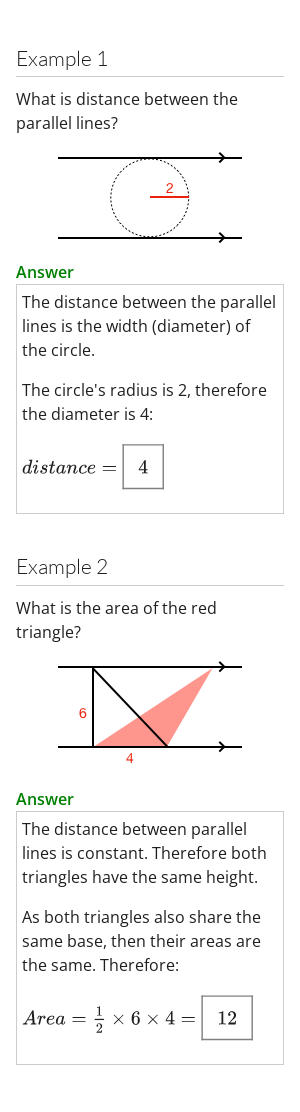 Example 1
What is distance between the
parallel lines?
2
Answer
The distance between the parallel
lines is the width (diameter) of
the circle.
The circle's radius is 2, therefore
the diameter is 4:
distance = 4
Example 2
What is the area of the red
triangle?
6
4
Answer
The distance between parallel
lines is constant. Therefore both
triangles have the same height.
As both triangles also share the
same base, then their areas are
the same. Therefore:
Area = 1/2 × 6 × 4 = 12